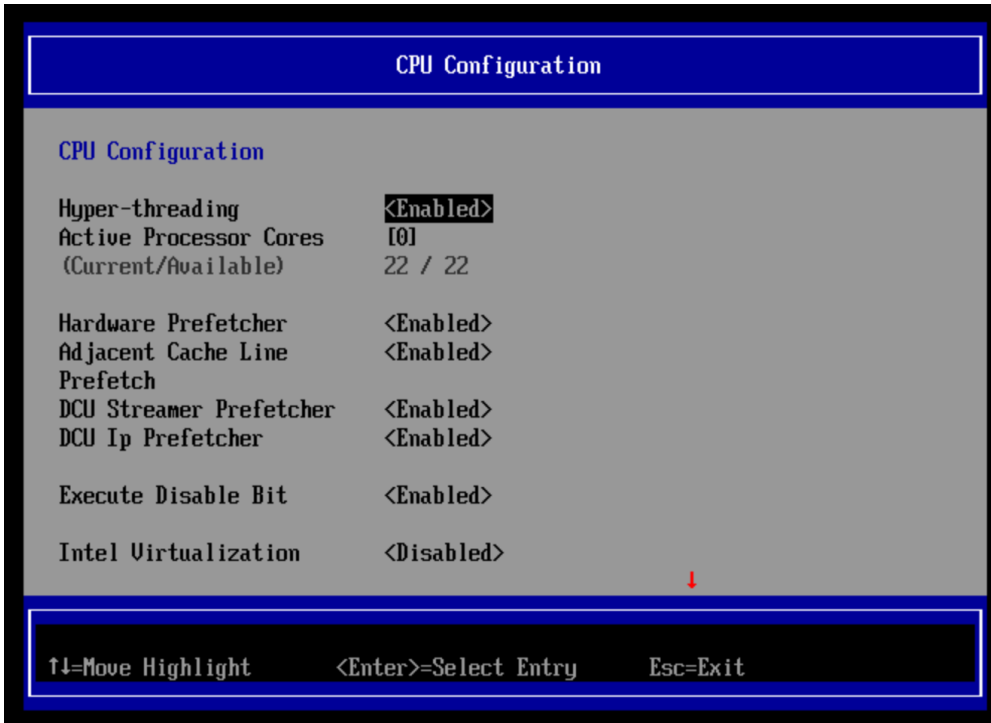 CPU Configuration
CPU Configuration
Hyper-threading <Enabled>
Active Processor Cores [0]
(Current/Available) 22 / 22
Hardware Prefetcher <Enabled>
Adjacent Cache Line <Enabled>
Prefetch
DCU Streamer Prefetcher <Enabled>
DCU Ip Prefetcher <Enabled>
Execute Disable Bit <Enabled>
Intel Virtualization <Disabled>
↓
↑↓=Move Highlight <Enter>=Select Entry Esc=Exit